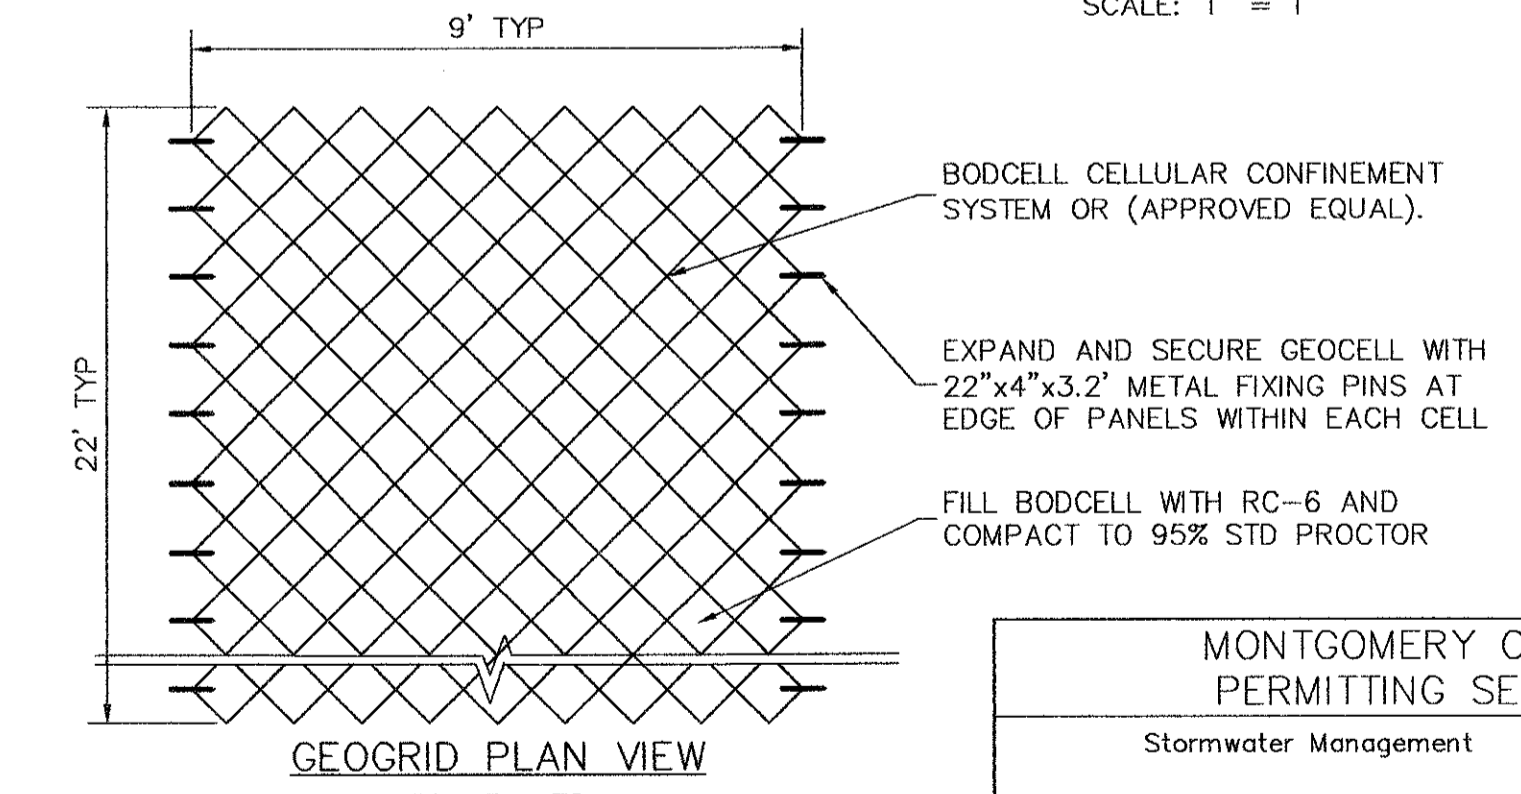 SCALE: 1" = 1'
9' TYP
22' TYP
BODCELL CELLULAR CONFINEMENT
SYSTEM OR (APPROVED EQUAL).
EXPAND AND SECURE GEOCELL WITH
22"x4"x3.2' METAL FIXING PINS AT
EDGE OF PANELS WITHIN EACH CELL
FILL BODCELL WITH RC-6 AND
COMPACT TO 95% STD PROCTOR
GEOGRID PLAN VIEW
MONTGOMERY
PERMITTING
Stormwater Management